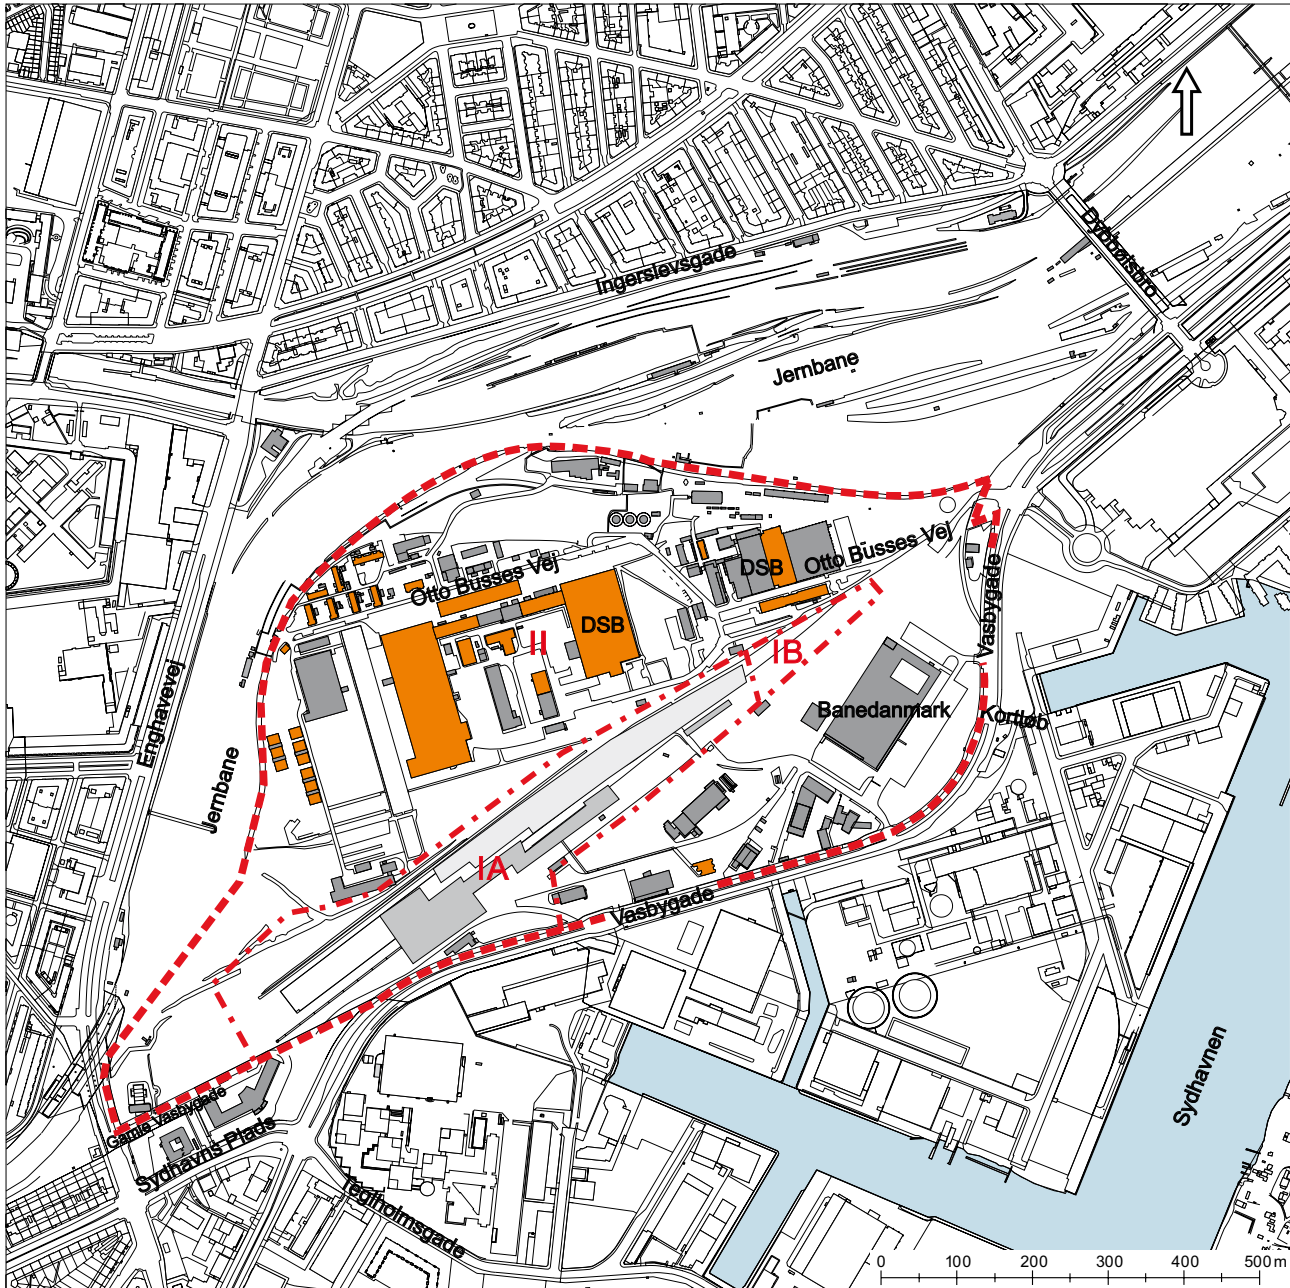 Dybbølsbro
Ingerslevsgade
Jernbane
Otto Busses Vej
DSB
Otto Busses Vej
DSB
II
IB
Vasbygade
Enghavevej
Banedanmark
Kortløb
Jernbane
IA
Vasbygade
Sydhavnen
Gamle Vasbygade
Sydhavns Plads
Teglholmsgade
0 100 200 300 400 500 m